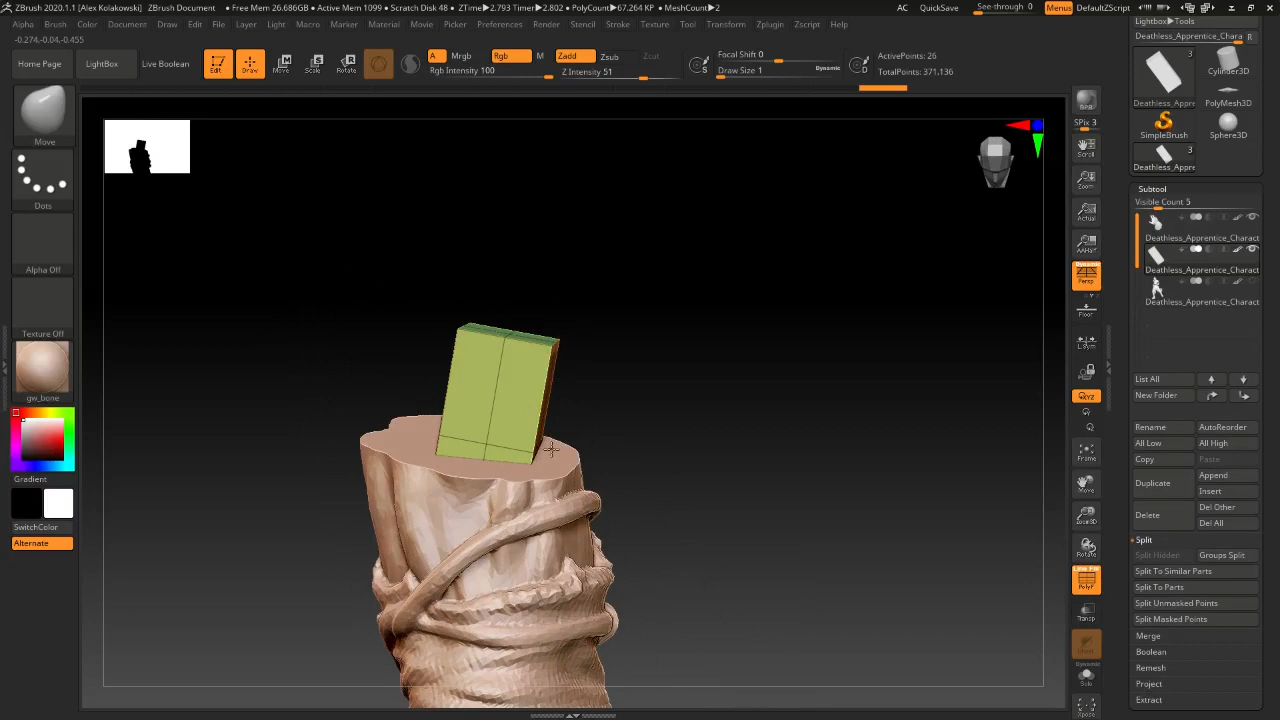 ZBrush 2020.1.1 [Alex Kolakowski] ZBrush Document • Free Mem 26.686GB • Active Mem 1099 • Scratch Disk 48 • ZTime▶2.793 Timer▶2.802 • PolyCount▶67.264 KP • MeshCount▶2
AC QuickSave See-through 0 Menus DefaultZScript
Alpha Brush Color Document Draw Edit File Layer Light Macro Marker Material Movie Picker Preferences Render Stencil Stroke Texture Tool Transform Zplugin Zscript Help
-0.274,-0.04,-0.455
Home Page LightBox Live Boolean
Edit Draw Move Scale Rotate
A Mrgb Rgb M Zadd Zsub Zcut
Rgb Intensity 100 Z Intensity 51
Focal Shift 0
Draw Size 1 Dynamic
S D
ActivePoints: 26
TotalPoints: 371,136
Move
Dots
Alpha Off
Texture Off
gw_bone
Gradient
SwitchColor
Alternate
BPR
SPix 3
Scroll
Zoom
Actual
AAHalf
Dynamic
Persp
Floor
L.Sym
XYZ
Frame
Move
Zoom3D
Rotate
Line Fill
PolyF
Transp
Dynamic
Solo
Xpose
Lightbox▶Tools
Deathless_Apprentice_Chara R
3
Deathless_Appre
Cylinder3D
PolyMesh3D
SimpleBrush
Sphere3D
3
Deathless_Appre
Subtool
Visible Count 5
Deathless_Apprentice_Charact
Deathless_Apprentice_Charact
Deathless_Apprentice_Charact
List All
New Folder
Rename AutoReorder
All Low All High
Copy Paste
Duplicate Append
Insert
Delete Del Other
Del All
Split
Split Hidden Groups Split
Split To Similar Parts
Split To Parts
Split Unmasked Points
Split Masked Points
Merge
Boolean
Remesh
Project
Extract